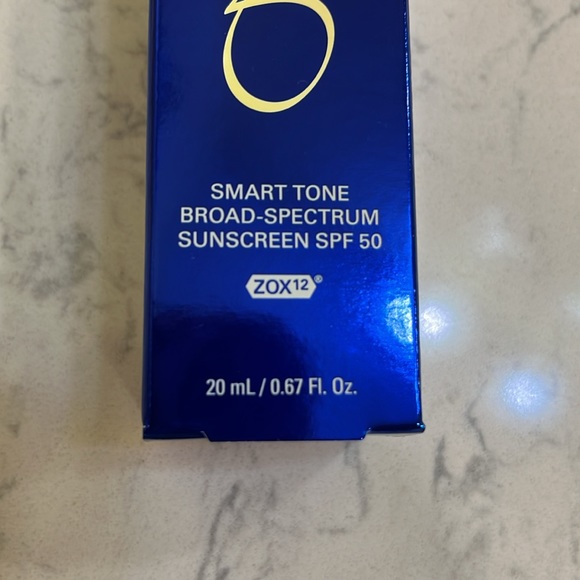 SMART TONE
BROAD-SPECTRUM
SUNSCREEN SPF 50
ZOX12®
20 mL / 0.67 Fl. Oz.